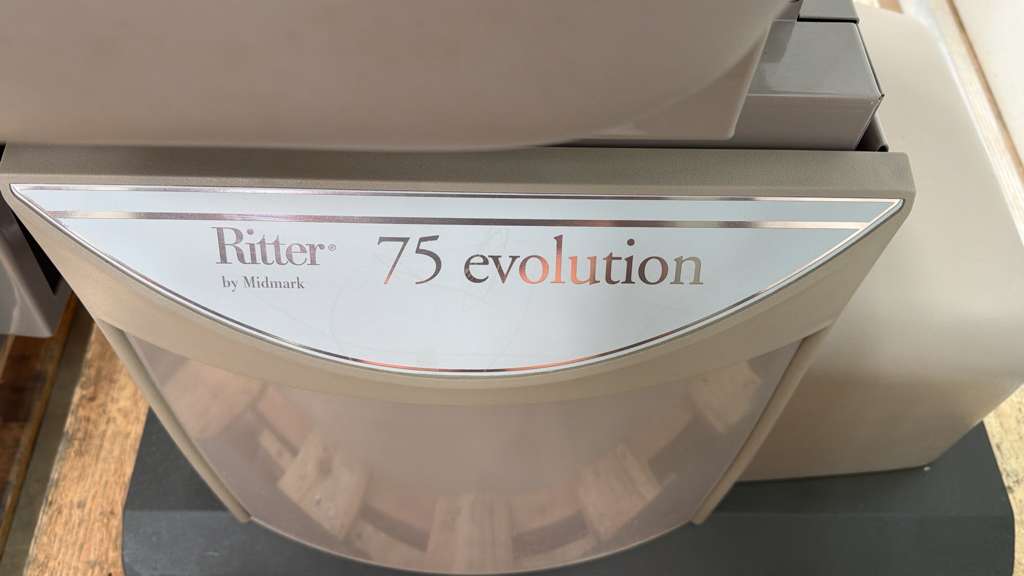 Ritter®
by Midmark
75 evolution